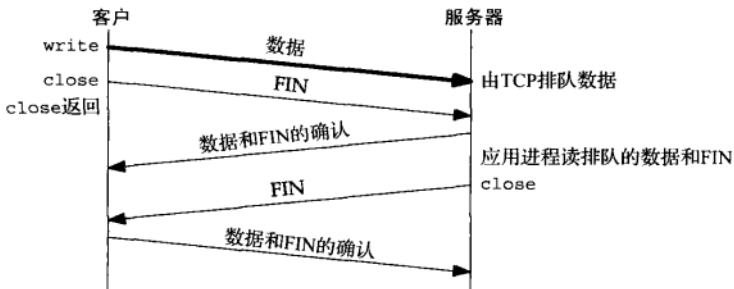 客户 服务器
write
数据
close
FIN
由TCP排队数据
close返回
数据和FIN的确认
应用进程读排队的数据和FIN
FIN
close
数据和FIN的确认